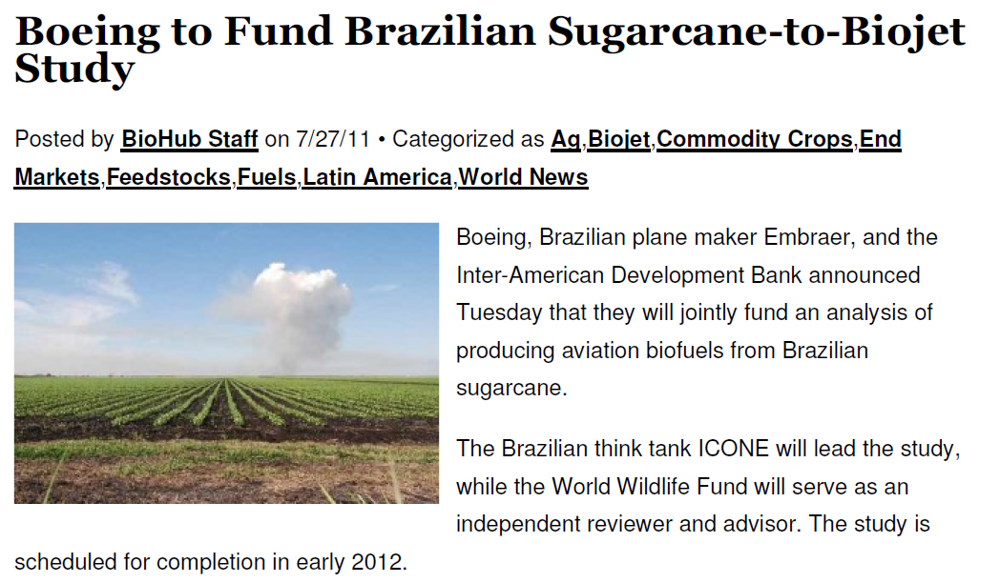 Boeing to Fund Brazilian Sugarcane-to-Biojet
Study
Posted by BioHub Staff on 7/27/11 • Categorized as Ag,Biojet,Commodity Crops,End
Markets,Feedstocks,Fuels,Latin America,World News
Boeing, Brazilian plane maker Embraer, and the
Inter-American Development Bank announced
Tuesday that they will jointly fund an analysis of
producing aviation biofuels from Brazilian
sugarcane.
The Brazilian think tank ICONE will lead the study,
while the World Wildlife Fund will serve as an
independent reviewer and advisor. The study is
scheduled for completion in early 2012.